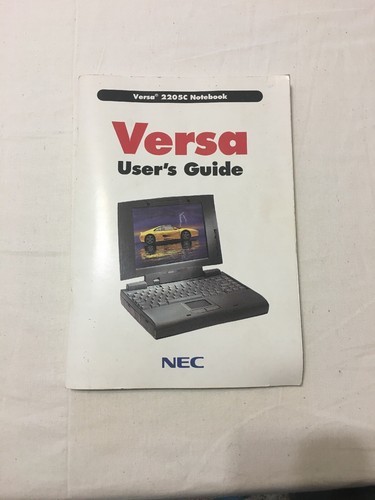 Versa® 2205C Notebook
Versa
User's Guide
NEC